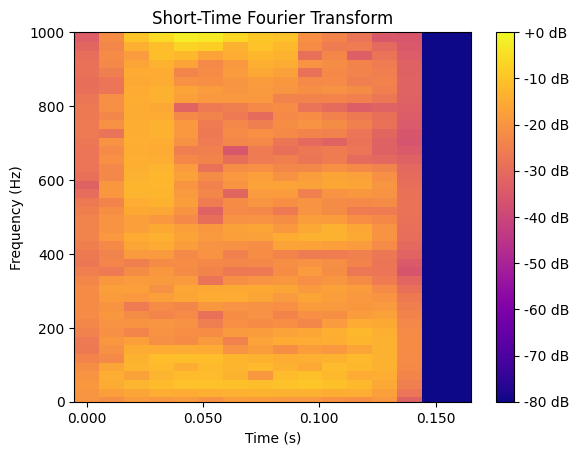 Short-Time Fourier Transform
1000
800
600
400
200
0
Frequency (Hz)
0.000
0.050
0.100
0.150
Time (s)
+0 dB
-10 dB
-20 dB
-30 dB
-40 dB
-50 dB
-60 dB
-70 dB
-80 dB